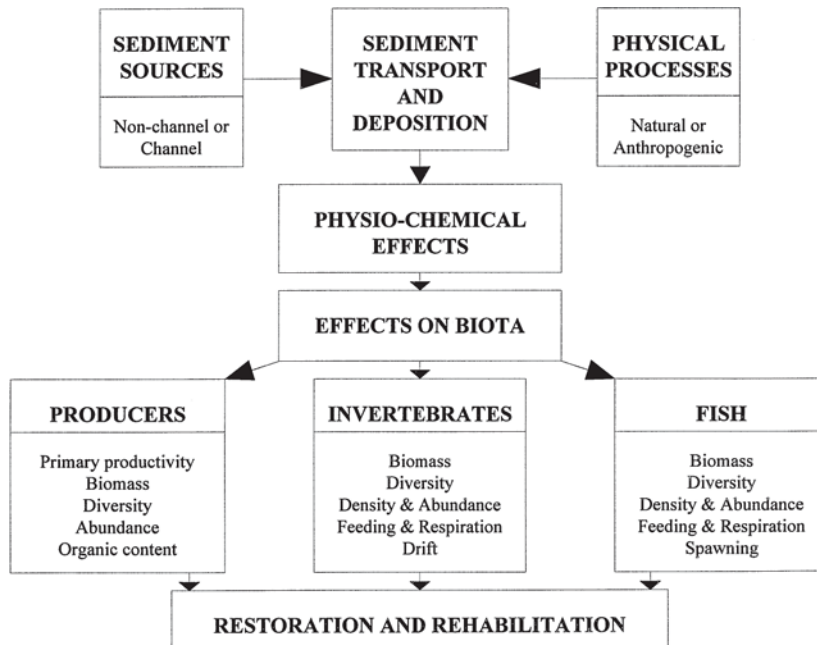 SEDIMENT
SOURCES
Non-channel or
Channel
SEDIMENT
TRANSPORT
AND
DEPOSITION
PHYSICAL
PROCESSES
Natural or
Anthropogenic
PHYSIO-CHEMICAL
EFFECTS
EFFECTS ON BIOTA
PRODUCERS
Primary productivity
Biomass
Diversity
Abundance
Organic content
INVERTEBRATES
Biomass
Diversity
Density & Abundance
Feeding & Respiration
Drift
FISH
Biomass
Diversity
Density & Abundance
Feeding & Respiration
Spawning
RESTORATION AND REHABILITATION